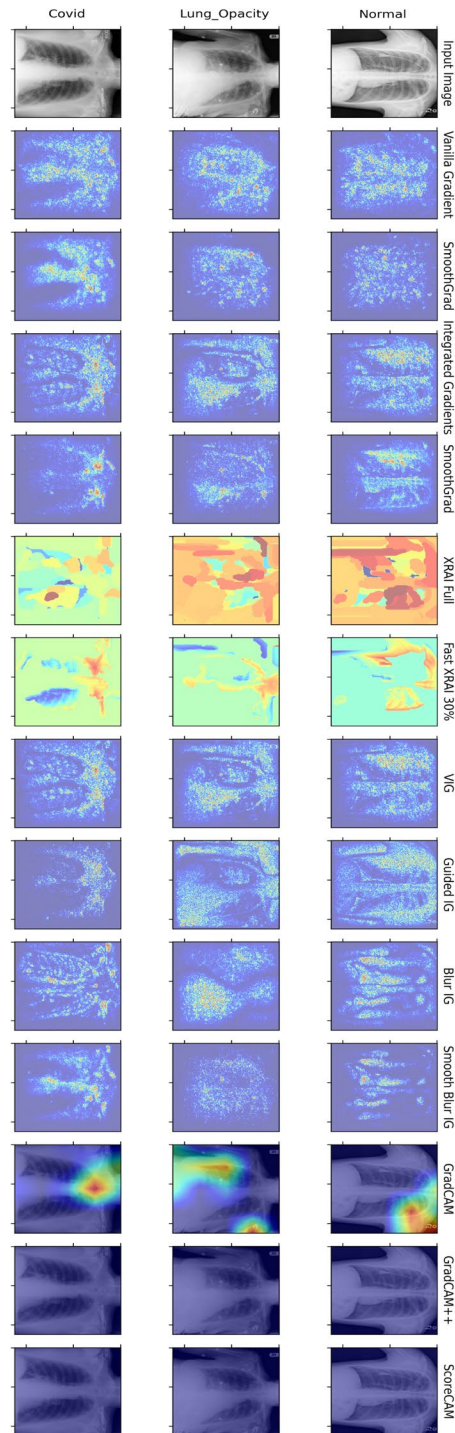 Covid
Lung_Opacity
Normal
Input Image
Vanilla Gradient
SmoothGrad
Integrated Gradients
SmoothGrad
XRAI Full
Fast XRAI 30%
VIG
Guided IG
Blur IG
Smooth Blur IG
GradCAM
GradCAM++
ScoreCAM